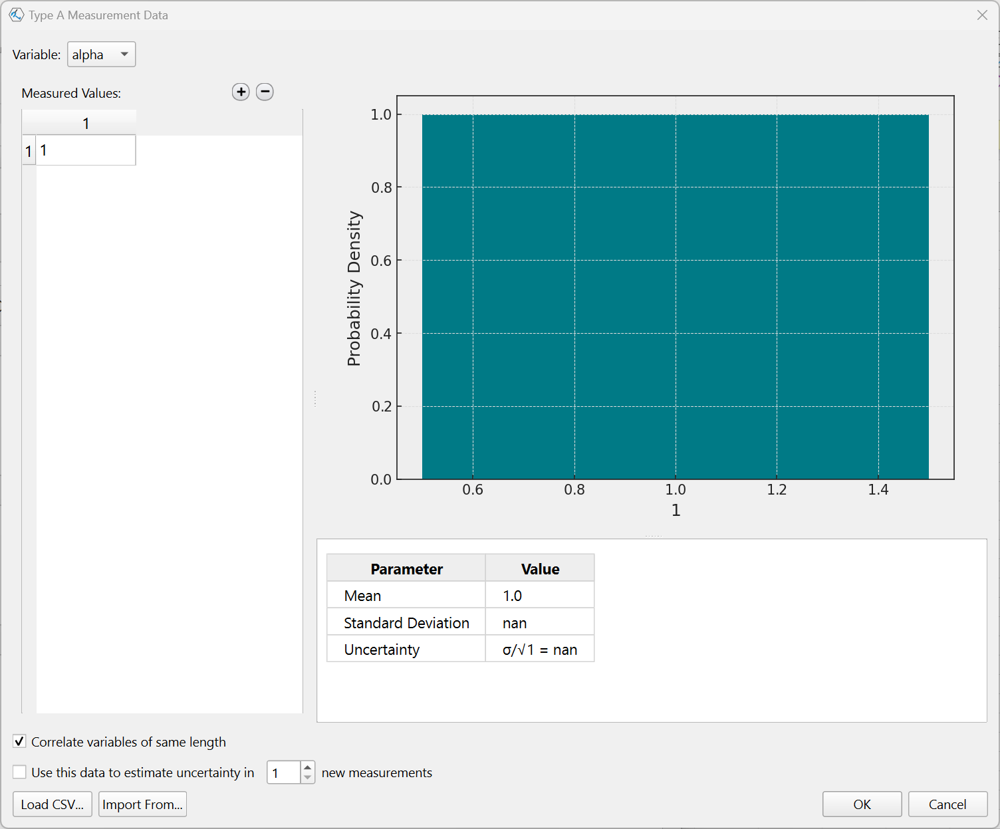 Type A Measurement Data
Variable: alpha
Measured Values:
1
1 1
1.0
0.8
0.6
0.4
0.2
0.0
Probability Density
0.6 0.8 1.0 1.2 1.4
1
Parameter Value
Mean 1.0
Standard Deviation nan
Uncertainty σ/√1 = nan
Correlate variables of same length
Use this data to estimate uncertainty in 1 new measurements
Load CSV... Import From... OK Cancel